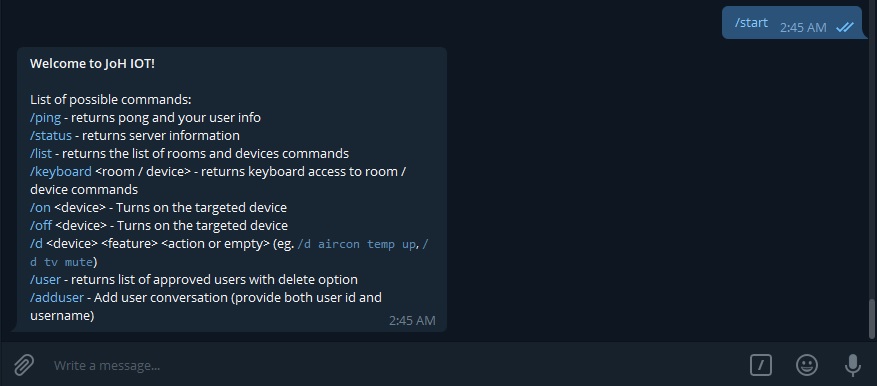 /start 2:45 AM
Welcome to JoH IOT!
List of possible commands:
/ping - returns pong and your user info
/status - returns server information
/list - returns the list of rooms and devices commands
/keyboard <room / device> - returns keyboard access to room /
device commands
/on <device> - Turns on the targeted device
/off <device> - Turns on the targeted device
/d <device> <feature> <action or empty> (eg. /d aircon temp up, /
d tv mute)
/user - returns list of approved users with delete option
/adduser - Add user conversation (provide both user id and
username)
2:45 AM
Write a message...